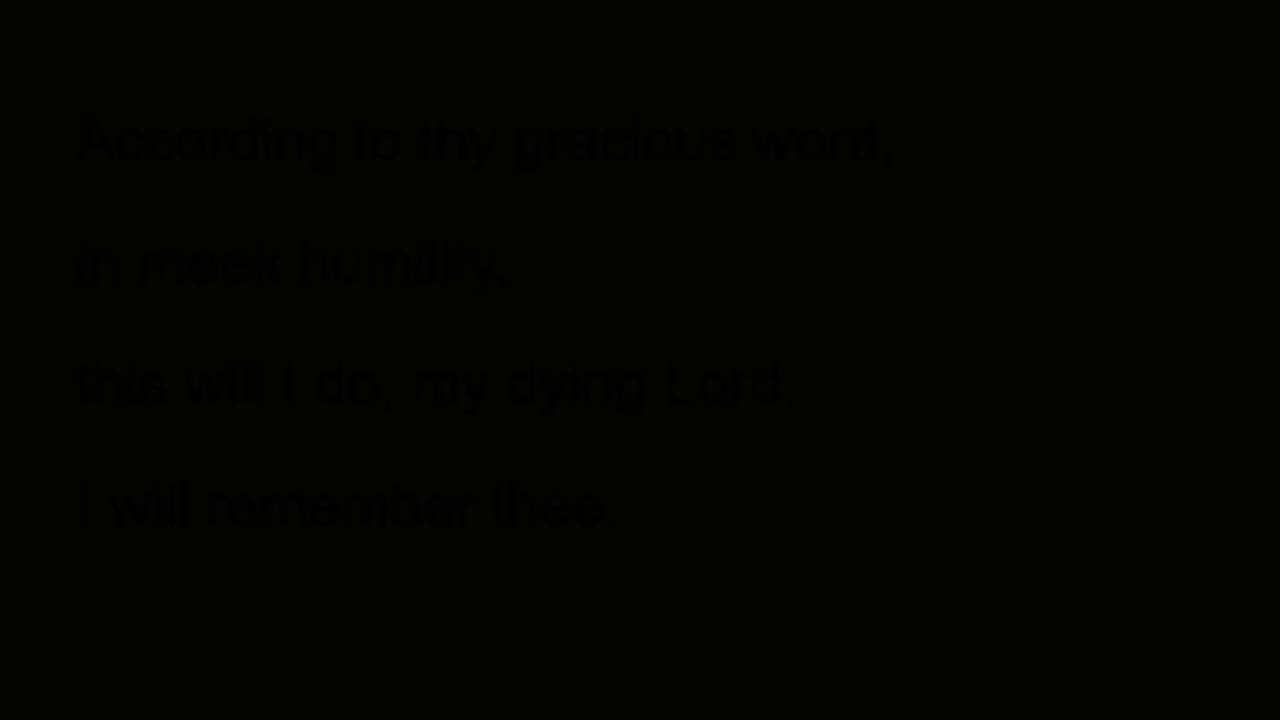 According to thy gracious word,
in meek humility,
this will I do, my dying Lord,
I will remember thee.